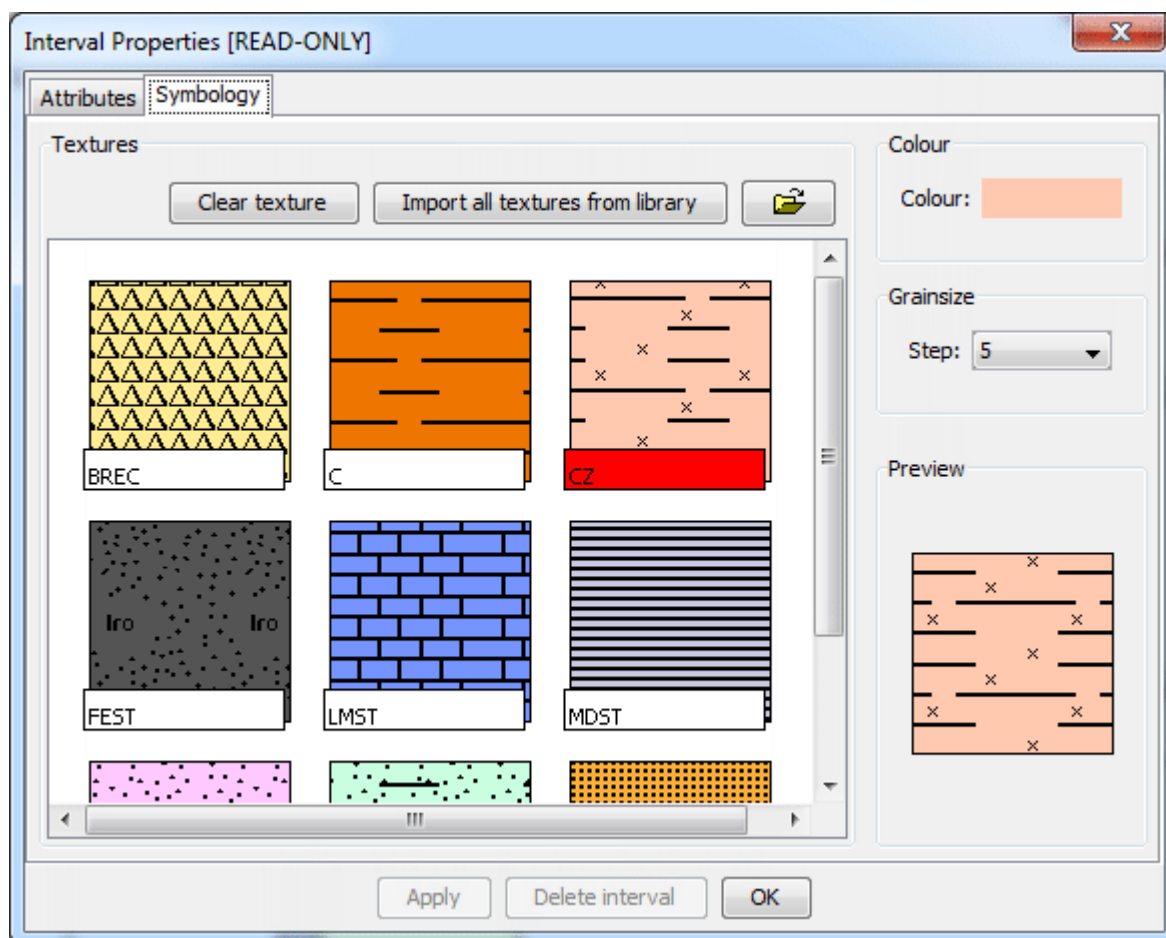 Interval Properties [READ-ONLY]
Attributes
Symbology
Textures
Clear texture
Import all textures from library
BREC
C
CZ
Iro
Iro
FEST
LMST
MDST
Colour
Colour:
Grainsize
Step:
5
Preview
Apply
Delete interval
OK